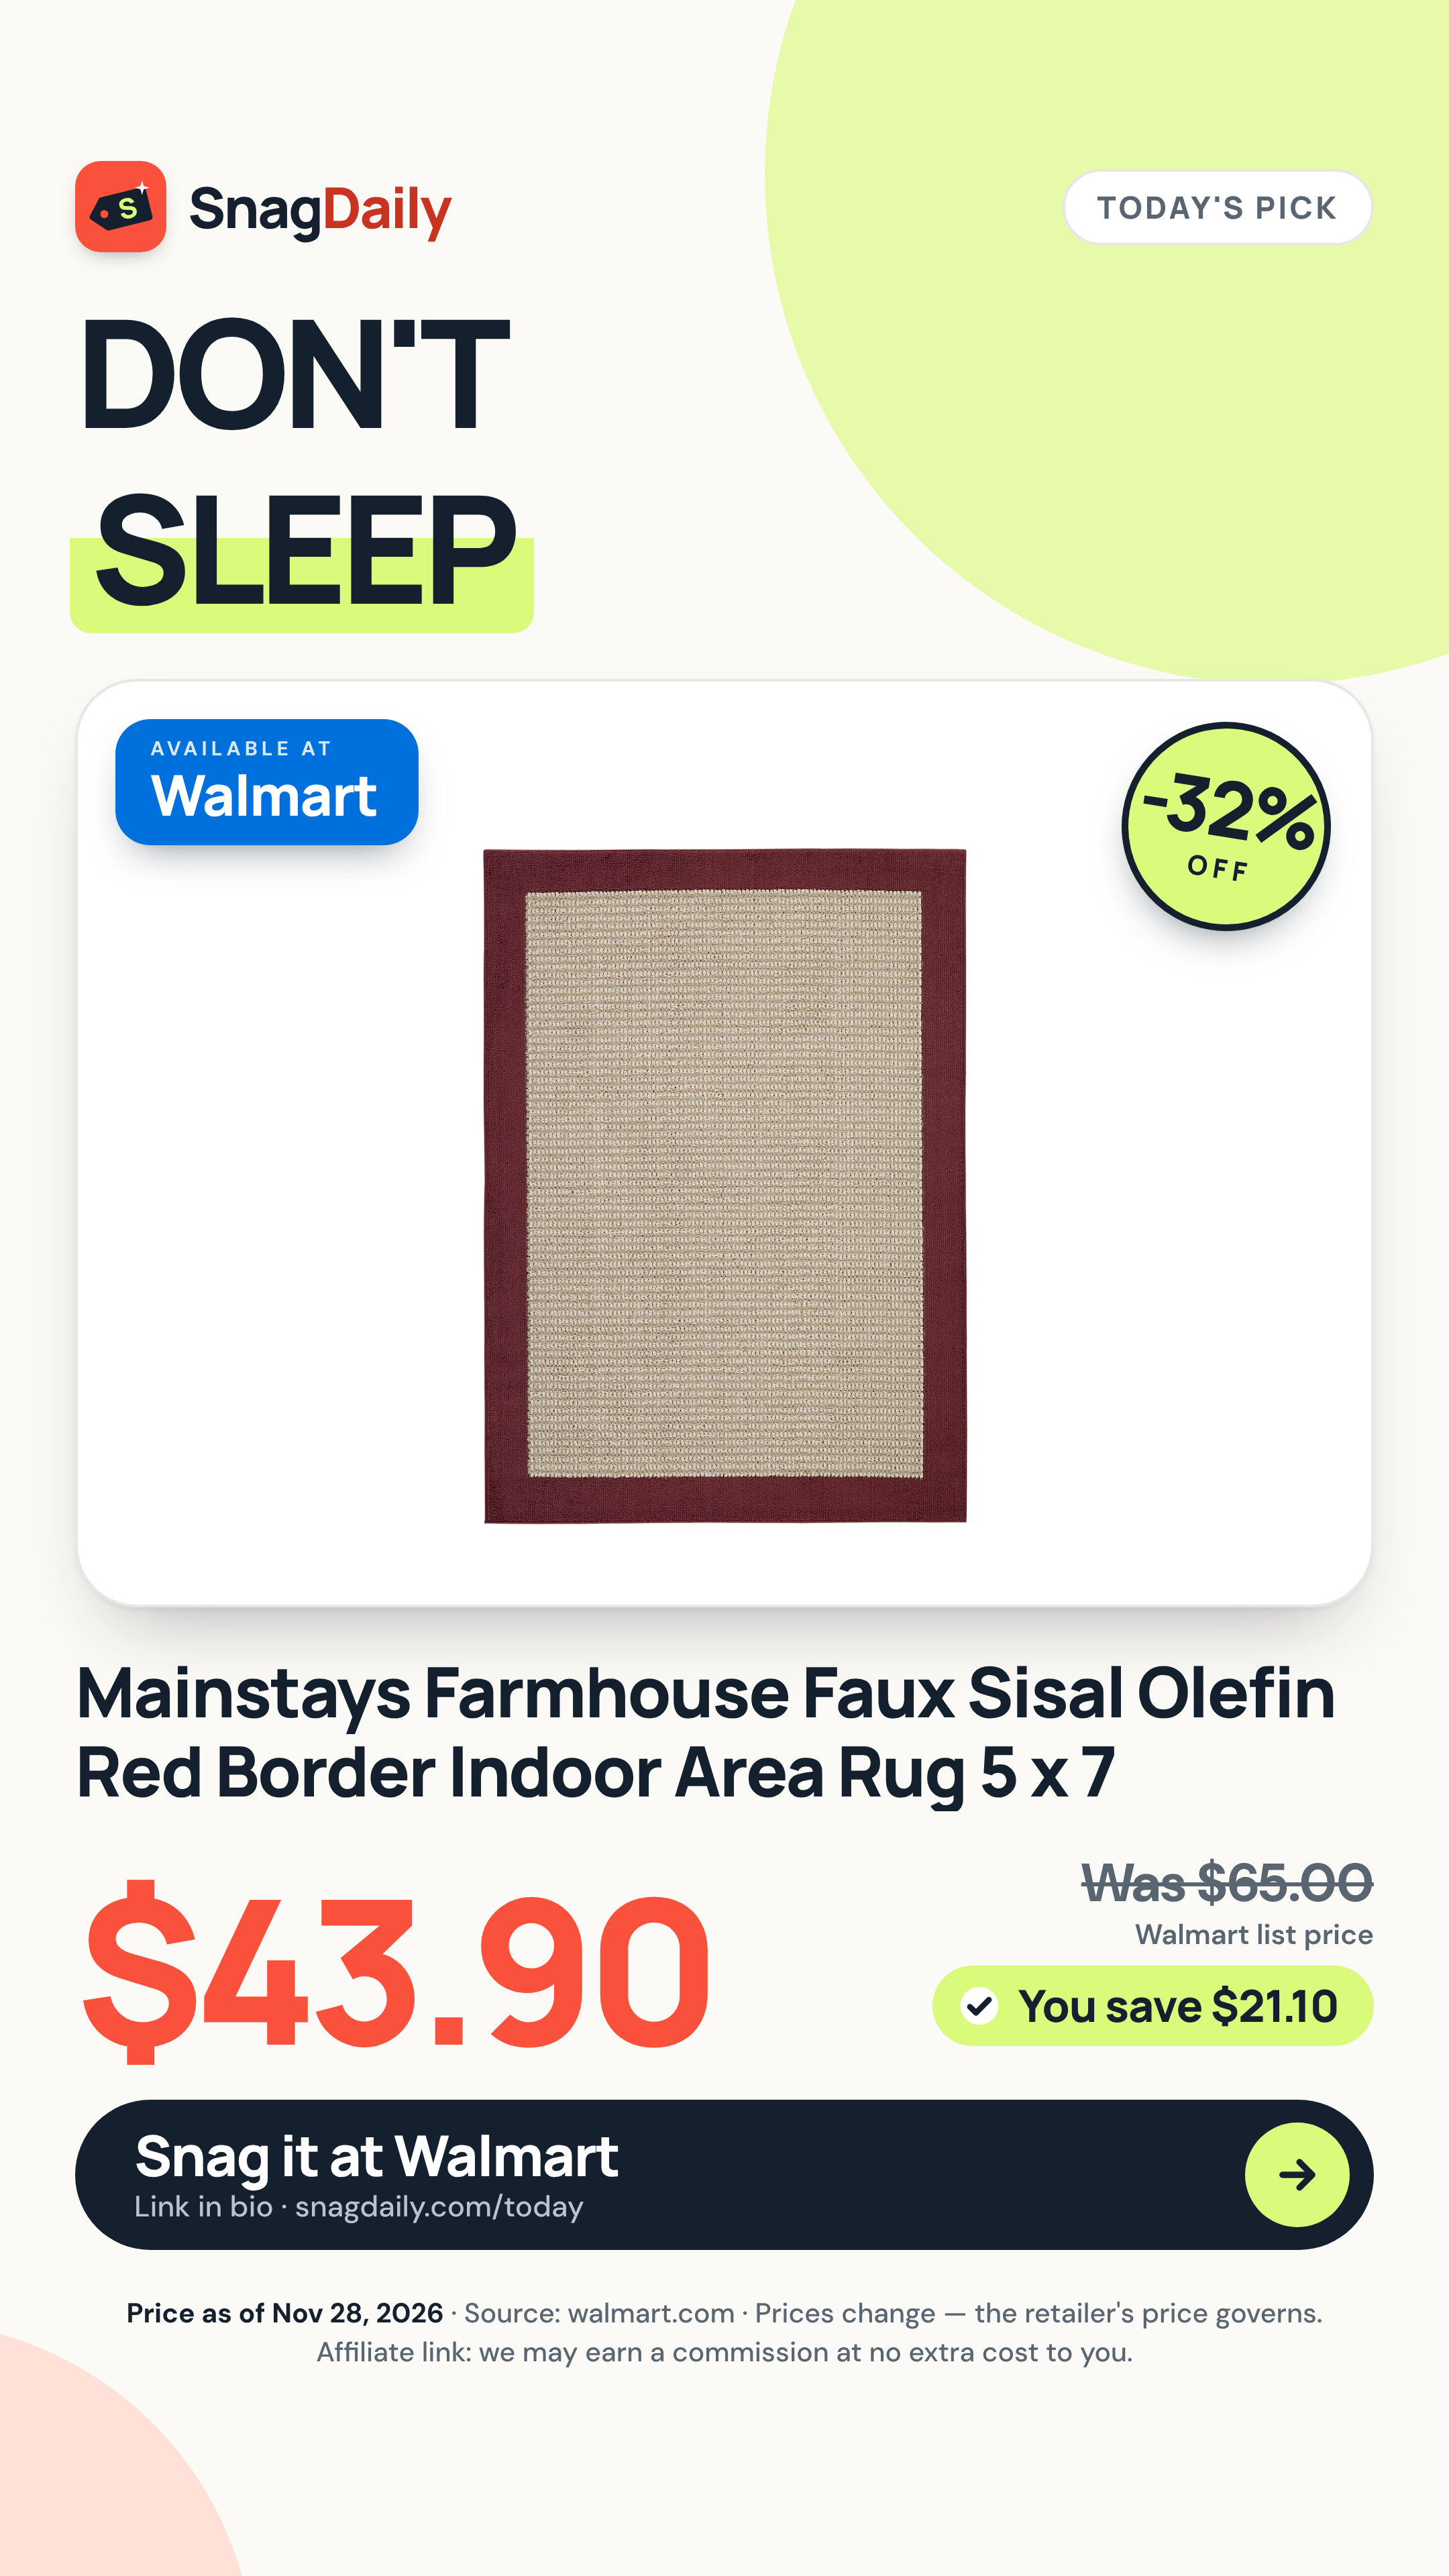 S
SnagDaily
TODAY'S PICK
DON'T
SLEEP
AVAILABLE AT
Walmart
-32%
OFF
Mainstays Farmhouse Faux Sisal Olefin
Red Border Indoor Area Rug 5 x 7
$43.90
Was $65.00
Walmart list price
You save $21.10
Snag it at Walmart
Link in bio · snagdaily.com/today
Price as of Nov 28, 2026 · Source: walmart.com · Prices change — the retailer's price governs.
Affiliate link: we may earn a commission at no extra cost to you.